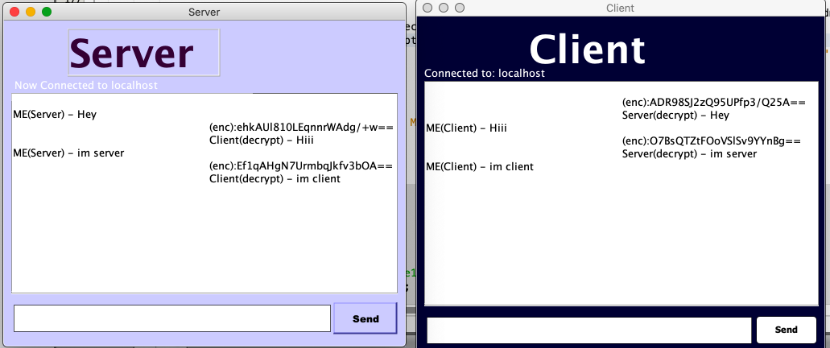 Server
Server
Now Connected to localhost
ME(Server) - Hey
(enc):ehkAUl810LEqnnrWAdg/+w==
Client(decrypt) - Hiii
ME(Server) - im server
(enc):Ef1qAHgN7UrmbqJkfv3bOA==
Client(decrypt) - im client
Send
Client
Client
Connected to: localhost
(enc):ADR98SJ2zQ95UPfp3/Q25A==
Server(decrypt) - Hey
ME(Client) - Hiii
(enc):O7BsQTZtFOoVSlSv9YYnBg==
Server(decrypt) - im server
ME(Client) - im client
Send